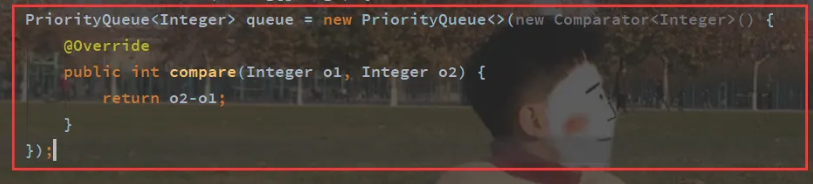 PriorityQueue<Integer> queue = new PriorityQueue<>(new Comparator<Integer>() {
@Override
public int compare(Integer o1, Integer o2) {
return o2-o1;
}
});